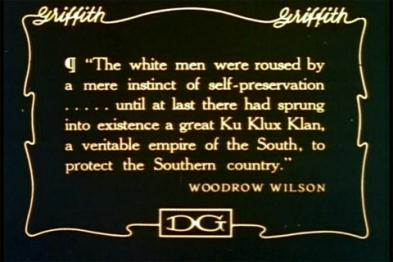 Griffith Griffith
¶ "The white men were roused by
a mere instinct of self-preservation
. . . . . until at last there had sprung
into existence a great Ku Klux Klan,
a veritable empire of the South, to
protect the Southern country."
WOODROW WILSON
DG